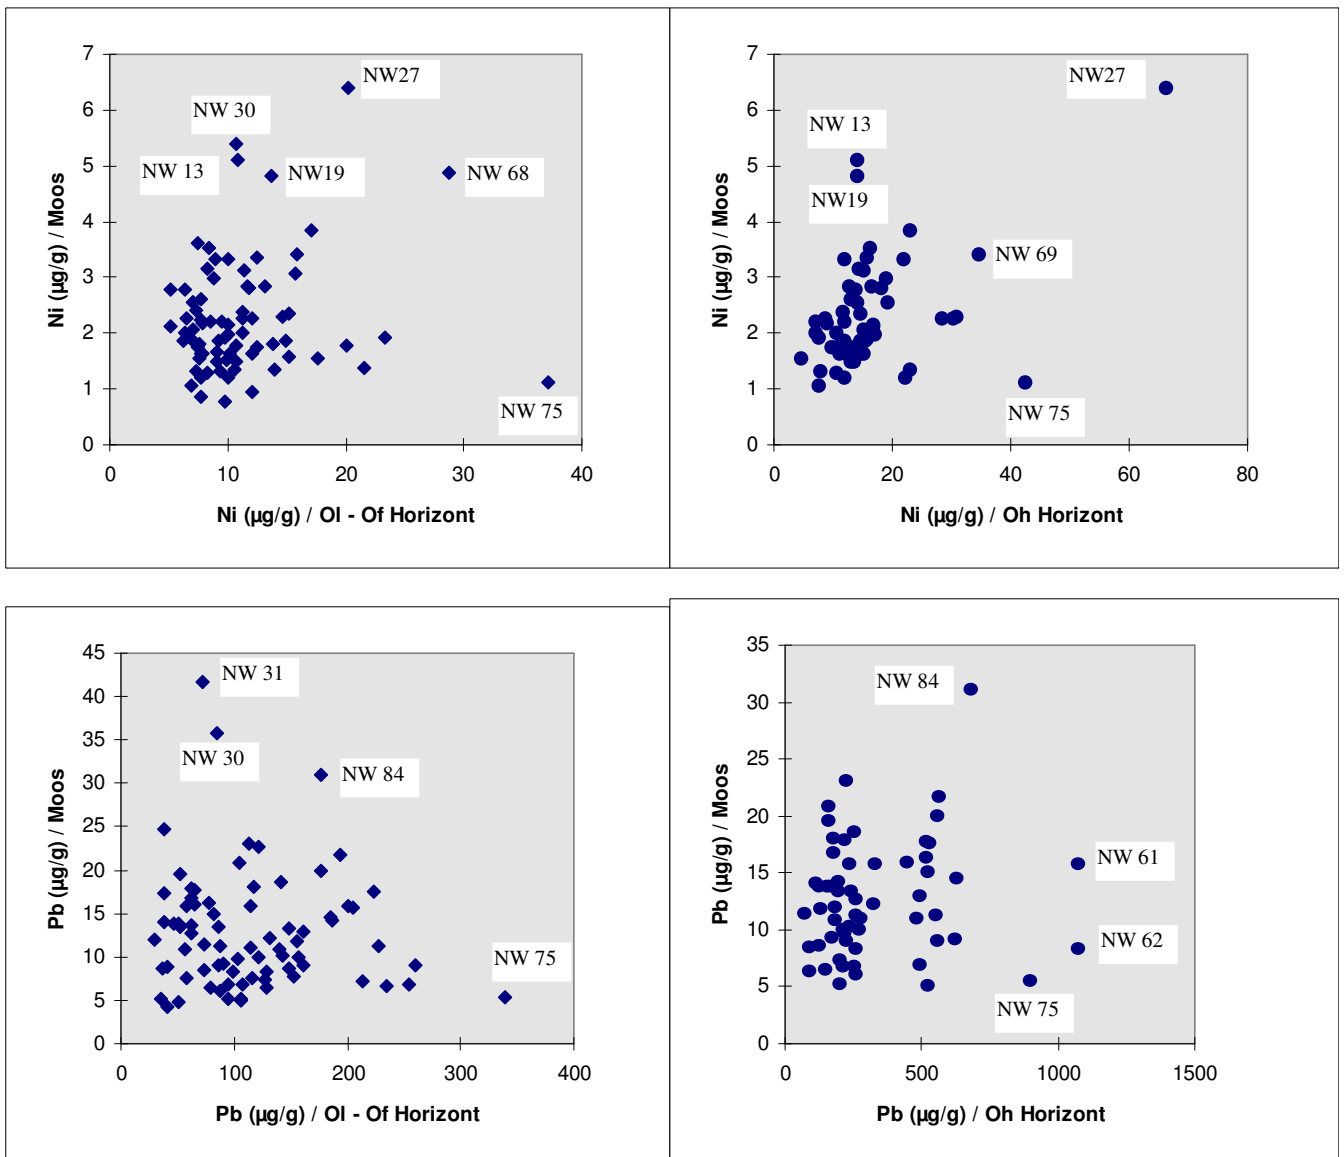 7
6
5
4
3
2
1
0
Ni (µg/g) / Moos
NW27
NW 30
NW 13
NW19
NW 68
NW 75
0 10 20 30 40
Ni (µg/g) / Ol - Of Horizont
7
6
5
4
3
2
1
0
Ni (µg/g) / Moos
NW27
NW 13
NW19
NW 69
NW 75
0 20 40 60 80
Ni (µg/g) / Oh Horizont
45
40
35
30
25
20
15
10
5
0
Pb (µg/g) / Moos
NW 31
NW 30
NW 84
NW 75
0 100 200 300 400
Pb (µg/g) / Ol - Of Horizont
35
30
25
20
15
10
5
0
Pb (µg/g) / Moos
NW 84
NW 61
NW 62
NW 75
0 500 1000 1500
Pb (µg/g) / Oh Horizont